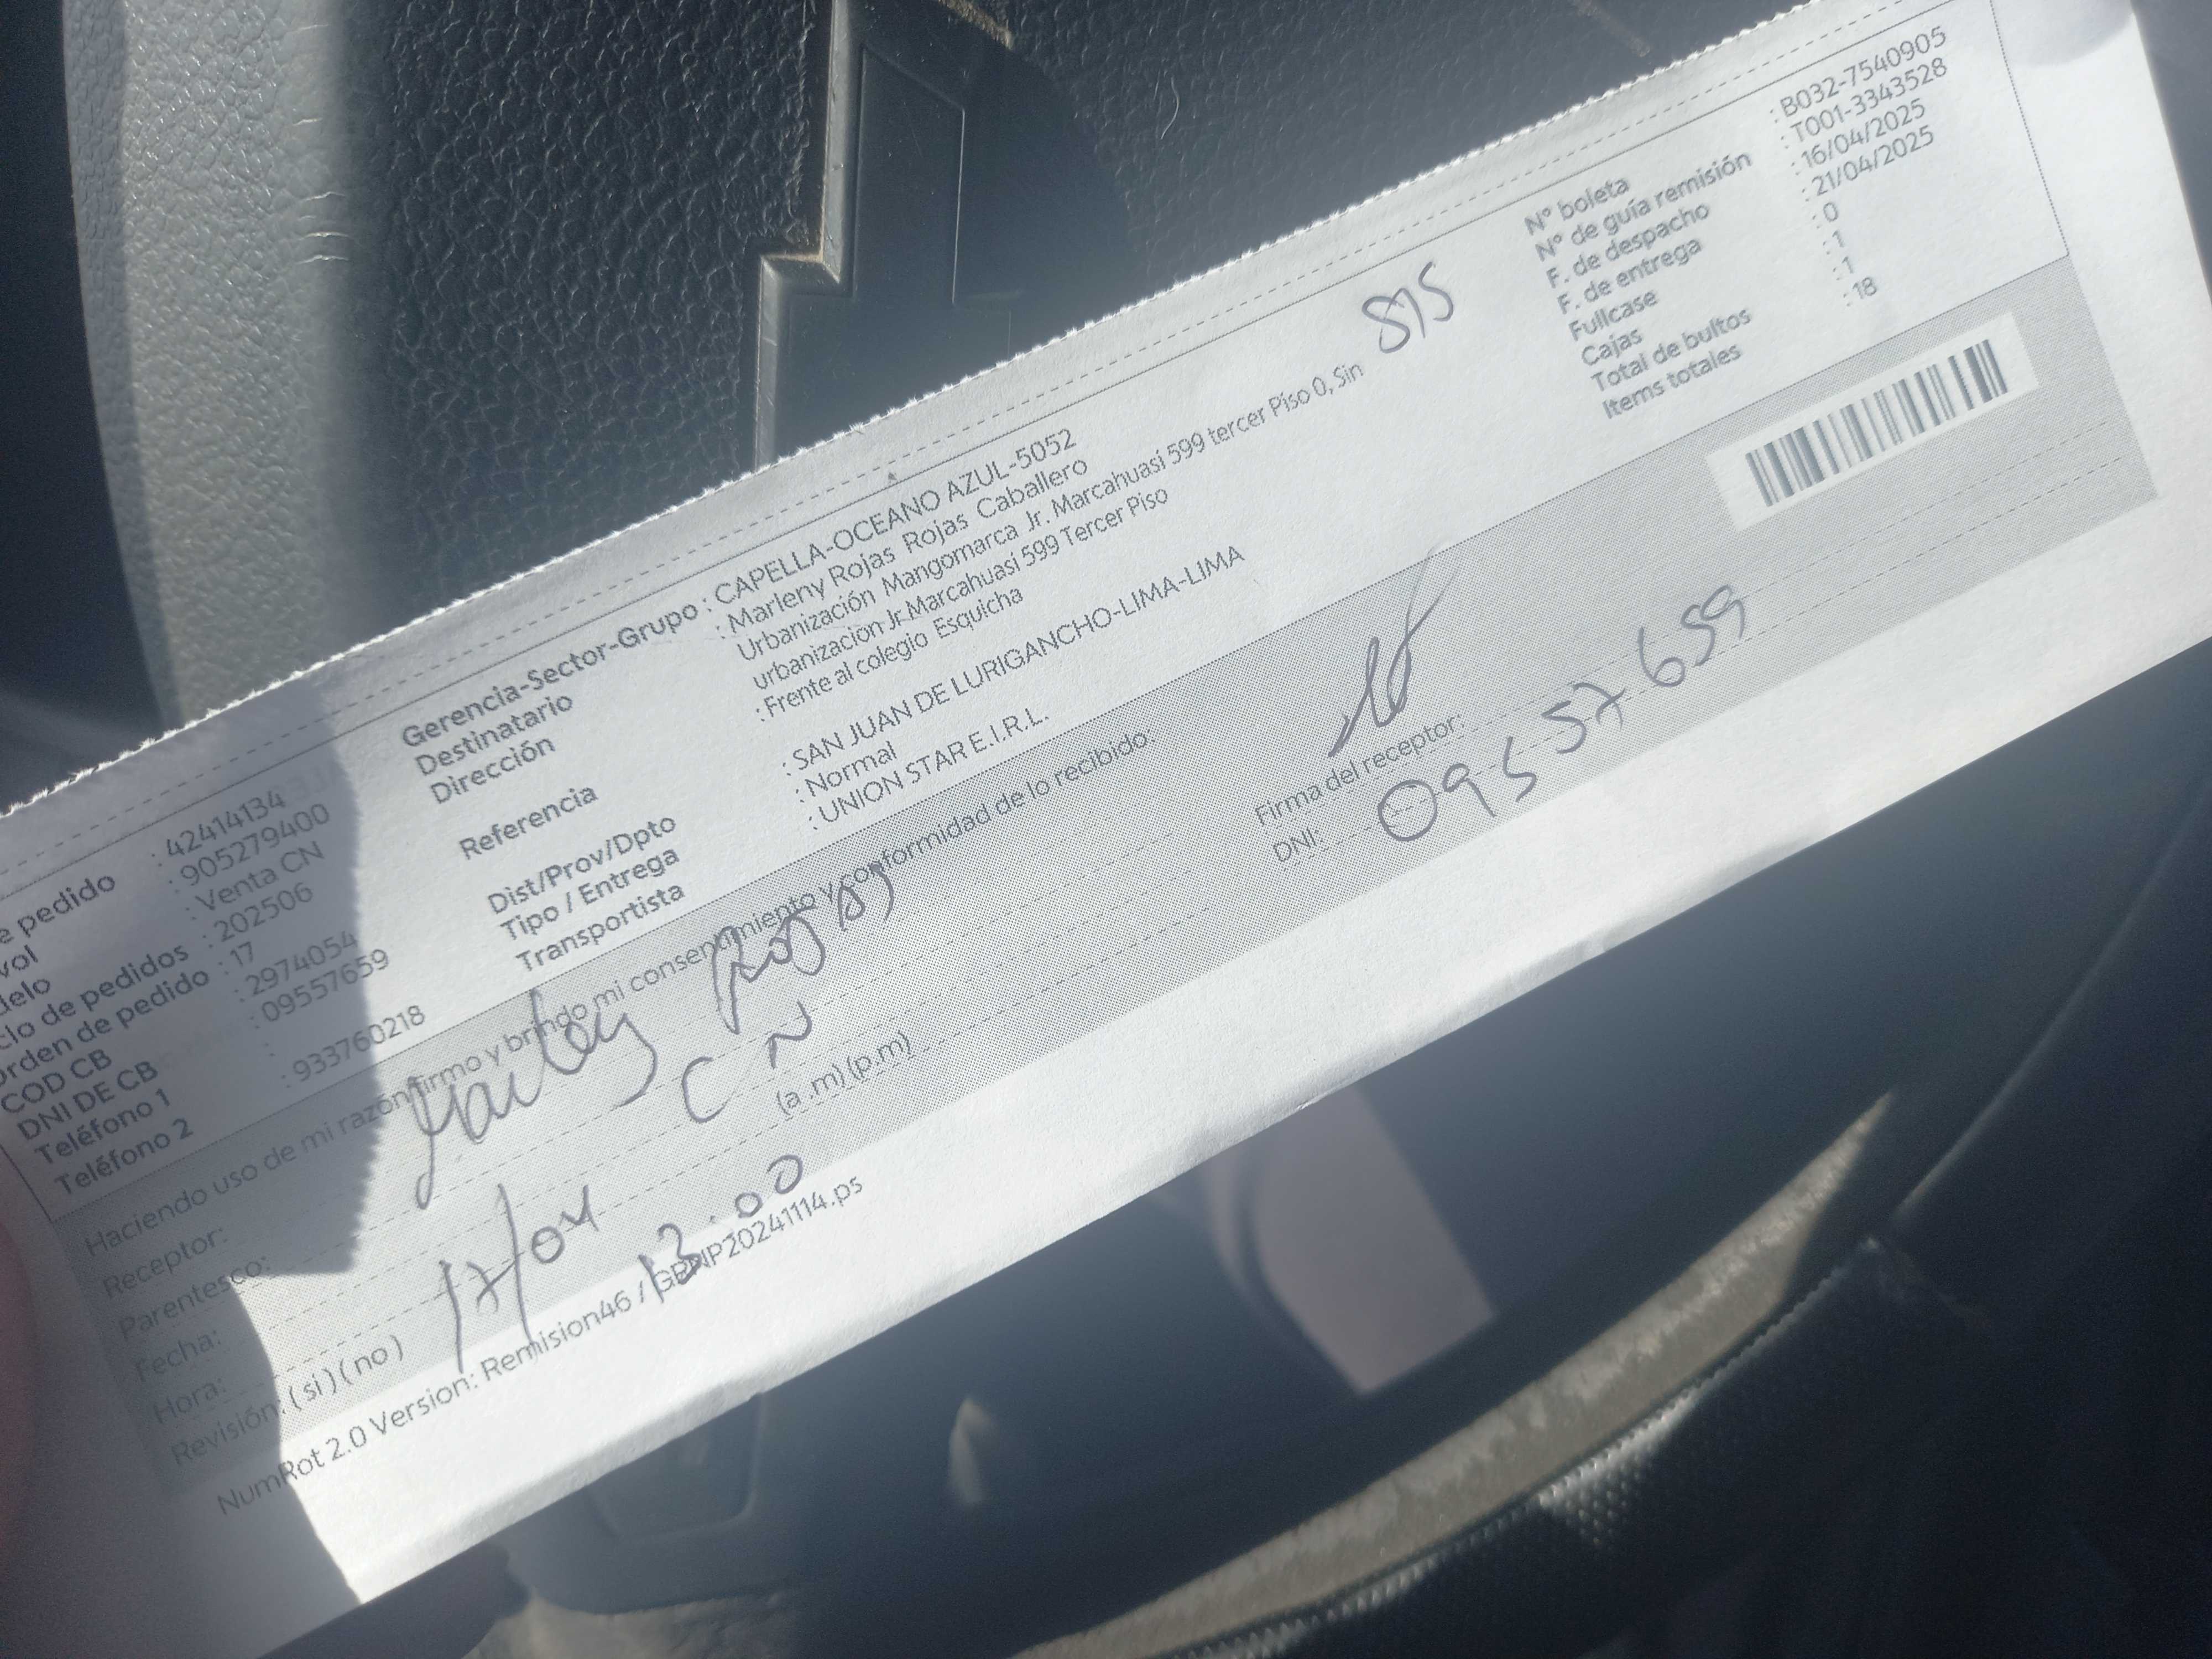 e pedido : 42414134
vol : 905279400
delo : Venta CN
clo de pedidos : 202506
orden de pedido : 17
COD CB : 2974054
DNI DE CB : 09557659
Teléfono 1 :
Teléfono 2 : 933760218
Gerencia-Sector-Grupo : CAPELLA-OCEANO AZUL-5052
Destinatario : Marleny Rojas Rojas Caballero
Dirección Urbanización Mangomarca Jr. Marcahuasi 599 tercer Piso 0, Sin
urbanizacion Jr Marcahuasi 599 Tercer Piso
Referencia : Frente al colegio Esquicha
Dist/Prov/Dpto : SAN JUAN DE LURIGANCHO-LIMA-LIMA
Tipo / Entrega : Normal
Transportista : UNION STAR E.I.R.L.
815
N° boleta : B032-7540905
N° de guía remisión : T001-3343528
F. de despacho : 16/04/2025
F. de entrega : 21/04/2025
Fullcase : 0
Cajas : 1
Total de bultos : 1
Items totales : 18
Haciendo uso de mi razón firmo y brindo mi consentimiento y conformidad de lo recibido:
Receptor: Rojas
Parentesco: CN
Fecha: 17/04
Hora: 13:00 (a .m) (p.m)
Revisión: ( si ) ( no )
Firma del receptor:
DNI: 09557659
NumRot 2.0 Version: Remision46 / GPNP20241114.ps